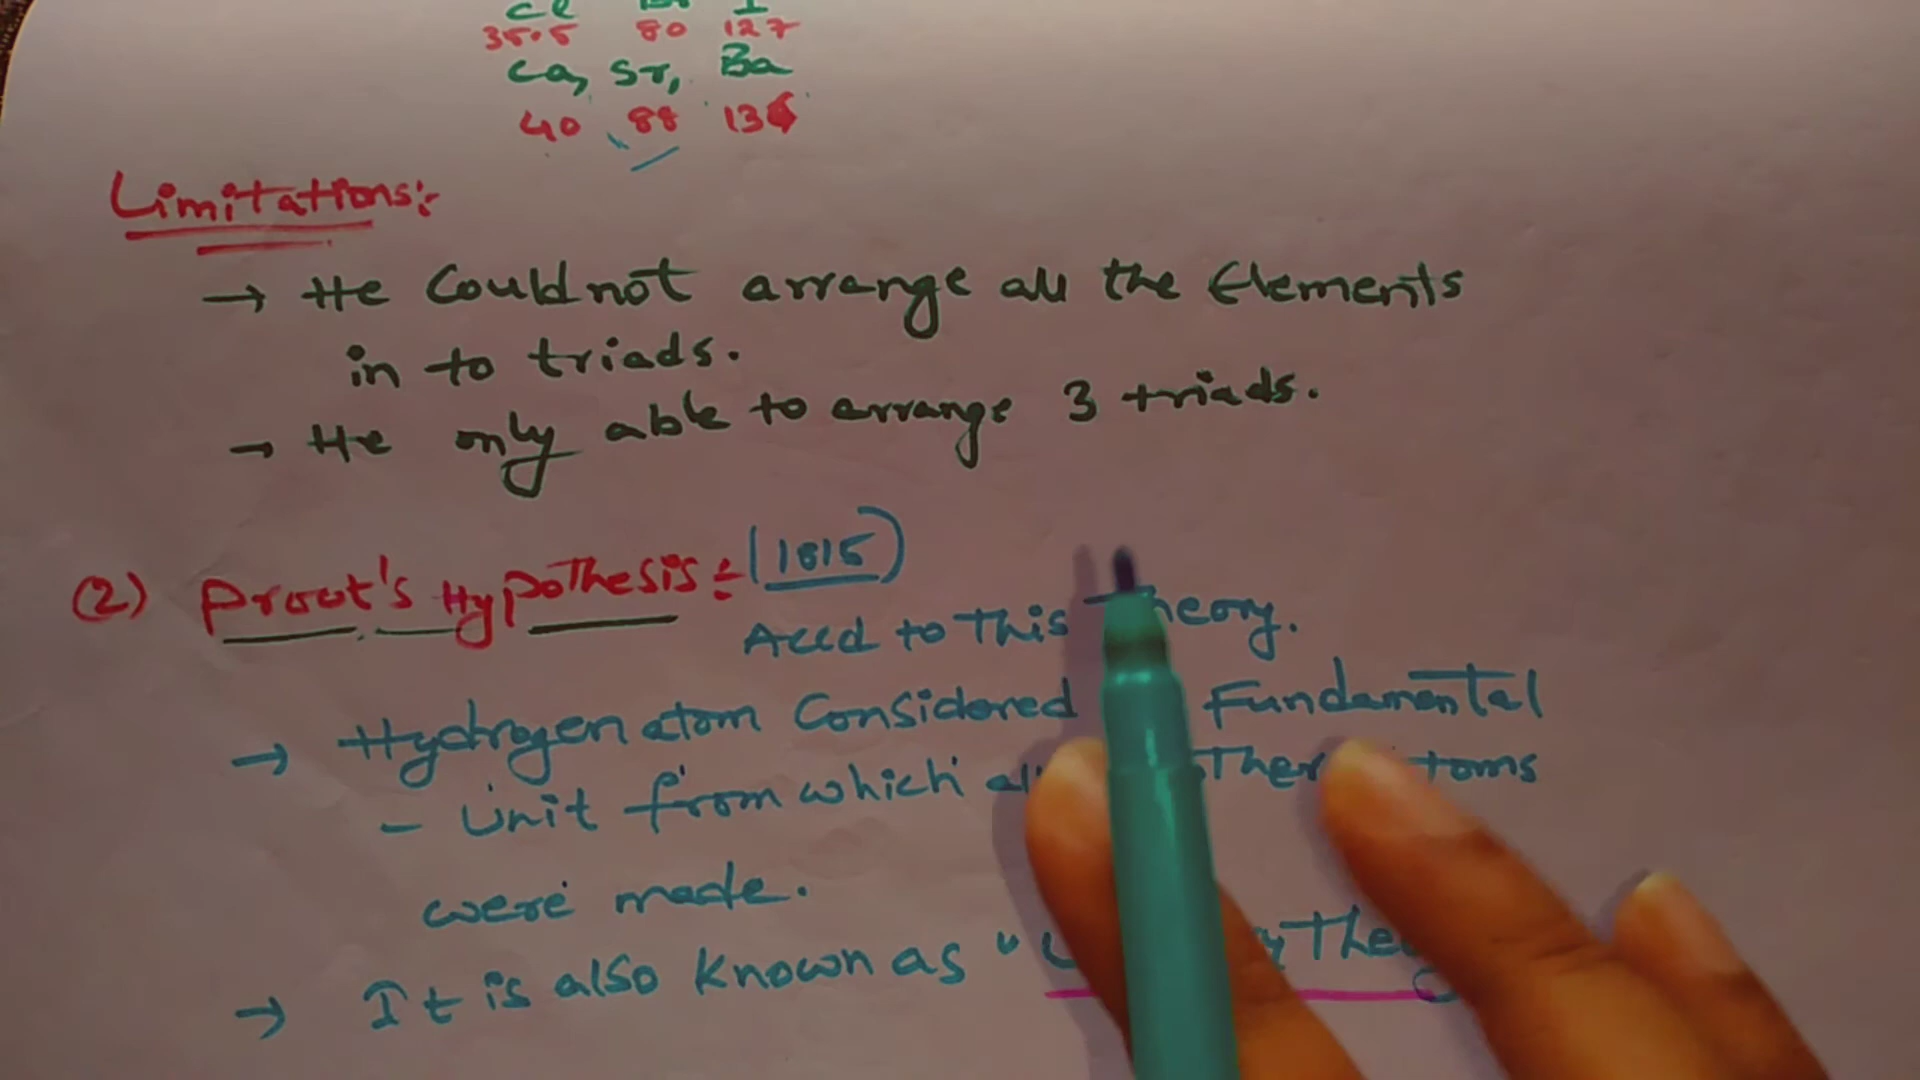 35.5 80 127
Ca, Sr, Ba
40 88 136
Limitations:-
→ He Could not arrange all the Elements
in to triads.
→ He only able to arrange 3 triads.
(2) Prout's Hypothesis:- (1815)
Accd to This Theory.
→ Hydrogen atom Considered Fundamental
- Unit from which
were made.
→ It is also known as "